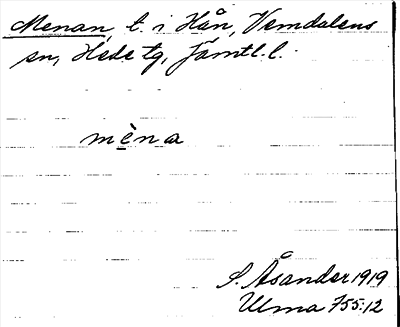 Menan, t. i Hån, Vemdalens
sn, Hede tg, Jämtl. l.
mèna
S. Åsander 1919
Ulma 755:12